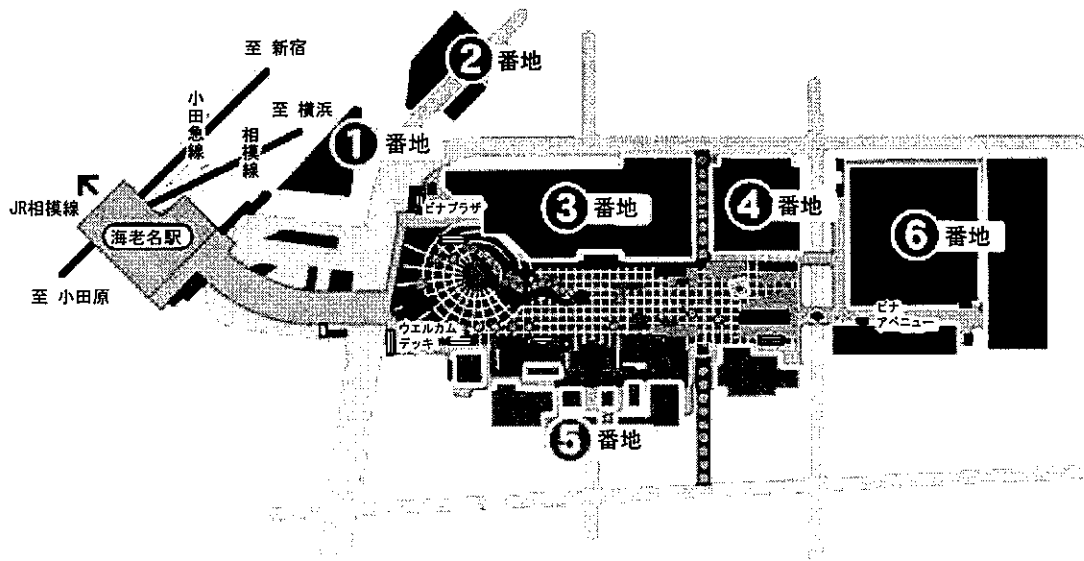 至 新宿
小田急線
至 横浜
相模線
JR相模線
海老名駅
至 小田原
❶番地
❷番地
ビナプラザ
❸番地
❹番地
❻番地
ウエルカム
デッキ
ビナ
アベニュー
❺番地